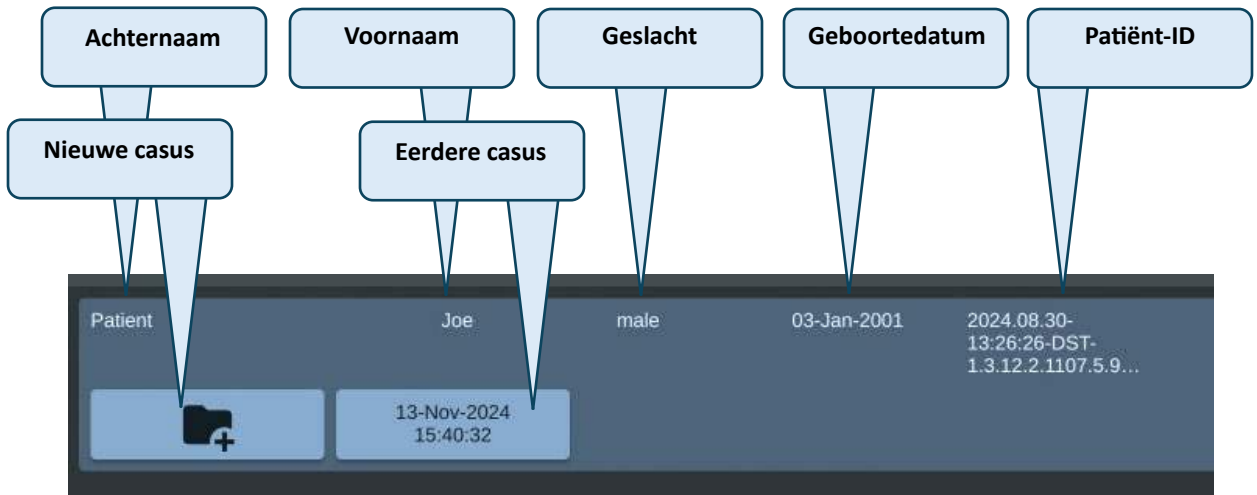 Achternaam
Voornaam
Geslacht
Geboortedatum
Patiënt-ID
Nieuwe casus
Eerdere casus
Patient
Joe
male
03-Jan-2001
2024.08.30-
13:26:26-DST-
1.3.12.2.1107.5.9…
13-Nov-2024
15:40:32